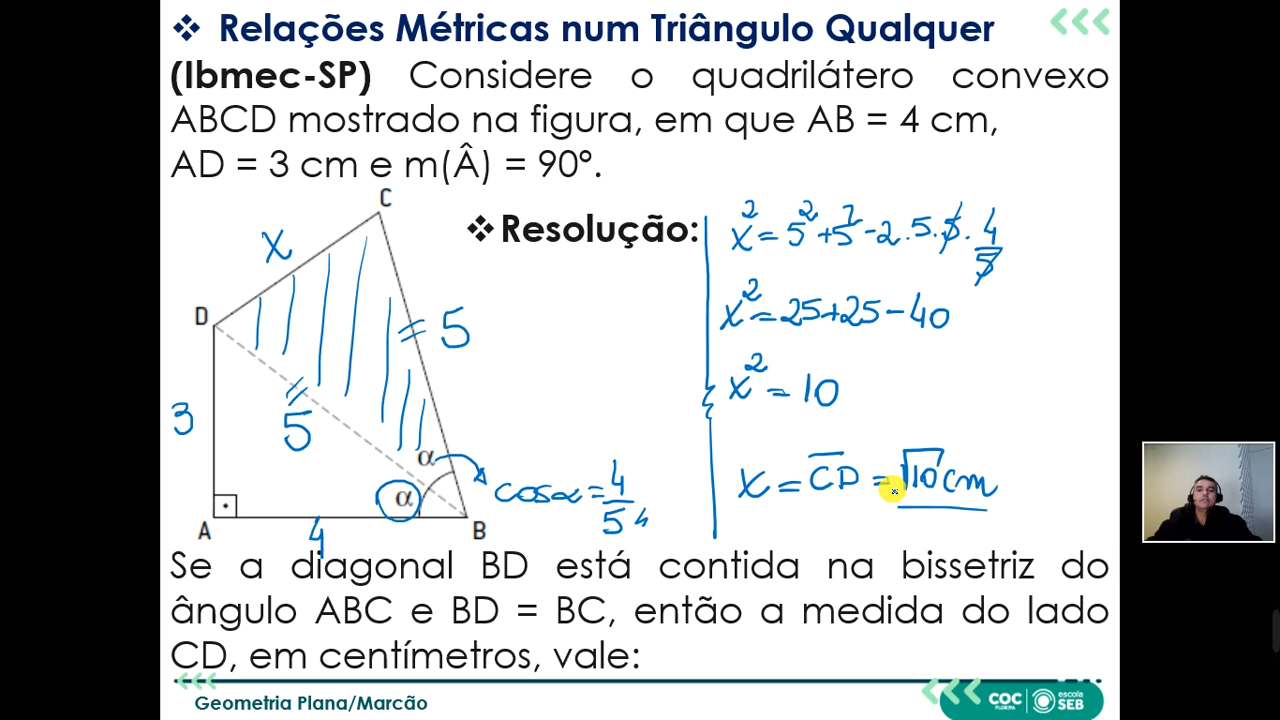 ❖ Relações Métricas num Triângulo Qualquer
(Ibmec-SP) Considere o quadrilátero convexo
ABCD mostrado na figura, em que AB = 4 cm,
AD = 3 cm e m(Â) = 90°.
❖ Resolução:
C
x
D
5
5
3
α
α
A
4
B
cosα = 4/5
x² = 5² + 5² - 2 . 5 . 5 . 4/5
x² = 25 + 25 - 40
x² = 10
x = CD = √10 cm
Se a diagonal BD está contida na bissetriz do
ângulo ABC e BD = BC, então a medida do lado
CD, em centímetros, vale:
Geometria Plana/Marcão
COC FLORIPA
escola SEB